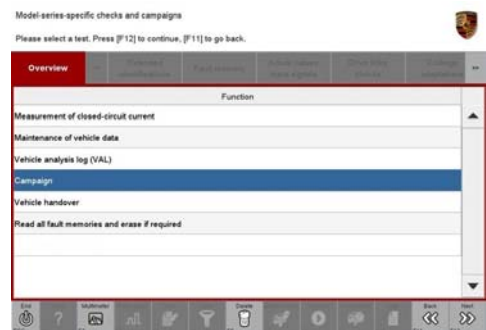 Model-series-specific checks and campaigns
Please select a test. Press [F12] to continue, [F11] to go back.
Overview
Function
Measurement of closed-circuit current
Maintenance of vehicle data
Vehicle analysis log (VAL)
Campaign
Vehicle handover
Read all fault memories and erase if required
End
Multimeter
Delete
Back
Next